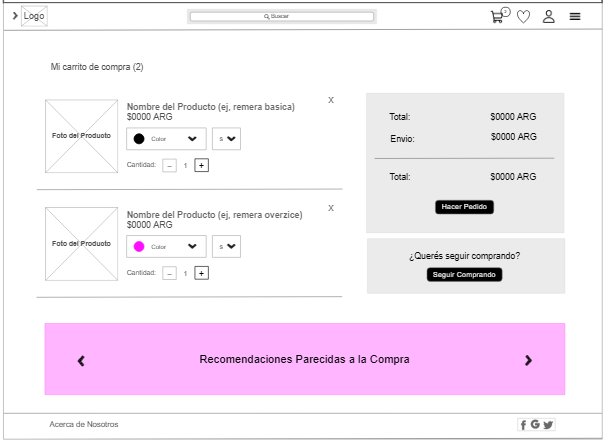 Logo
Buscar
2
Mi carrito de compra (2)
Foto del Producto
Nombre del Producto (ej, remera basica)
$0000 ARG
X
Color
S
Cantidad:
–
1
+
Foto del Producto
Nombre del Producto (ej, remera overzice)
$0000 ARG
X
Color
S
Cantidad:
–
1
+
Total: $0000 ARG
Envio: $0000 ARG
Total: $0000 ARG
Hacer Pedido
¿Querés seguir comprando?
Seguir Comprando
Recomendaciones Parecidas a la Compra
Acerca de Nosotros